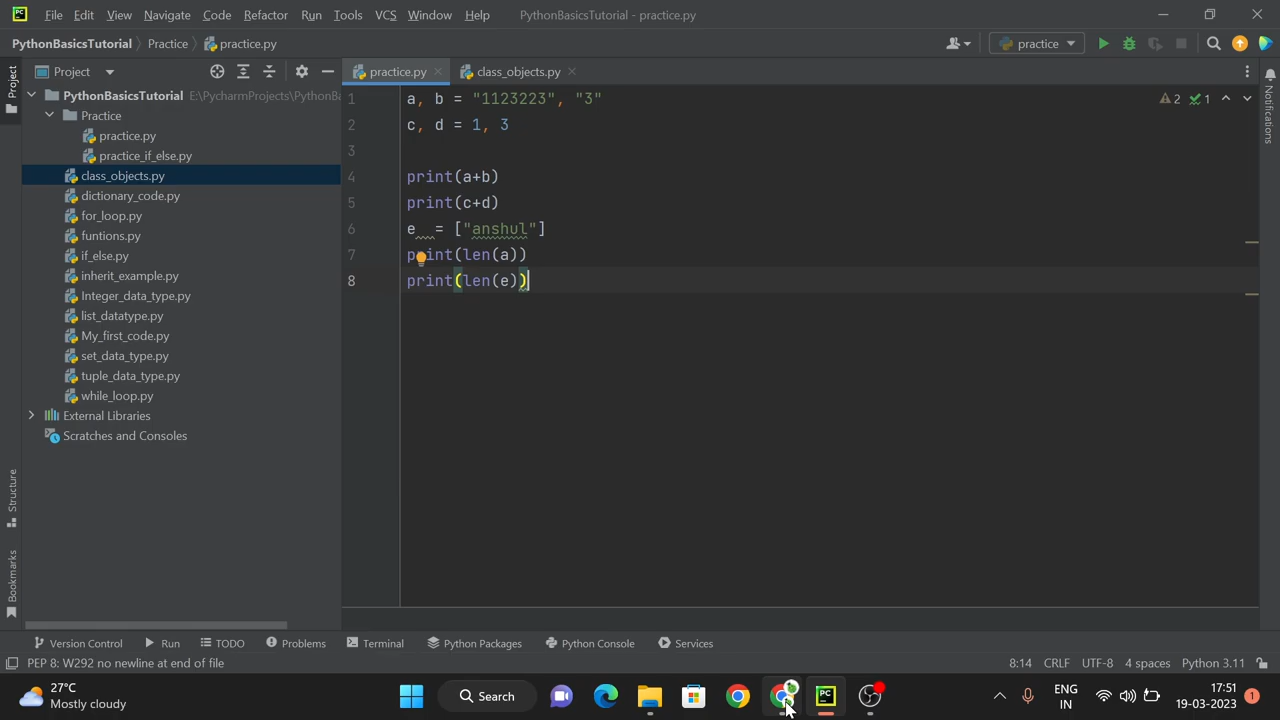 File Edit View Navigate Code Refactor Run Tools VCS Git Window Help PythonBasicsTutorial - practice.py
PythonBasicsTutorial Practice practice.py practice
Project practice.py class_objects.py
PythonBasicsTutorial E:\PycharmProjects\PythonBa
Practice
practice.py
practice_if_else.py
class_objects.py
dictionary_code.py
for_loop.py
funtions.py
if_else.py
inherit_example.py
Integer_data_type.py
list_datatype.py
My_first_code.py
set_data_type.py
tuple_data_type.py
while_loop.py
External Libraries
Scratches and Consoles
Project
Structure
Bookmarks
1 a, b = "1123223", "3"
2 c, d = 1, 3
3
4 print(a+b)
5 print(c+d)
6 e = ["anshul"]
7 print(len(a))
8 print(len(e))
2 1
Notifications
Version Control Run TODO Problems Terminal Python Packages Python Console Services
PEP 8: W292 no newline at end of file 8:14 CRLF UTF-8 4 spaces Python 3.11
27°C
Mostly cloudy
Search
PC
ENG
IN
17:51
19-03-2023
1